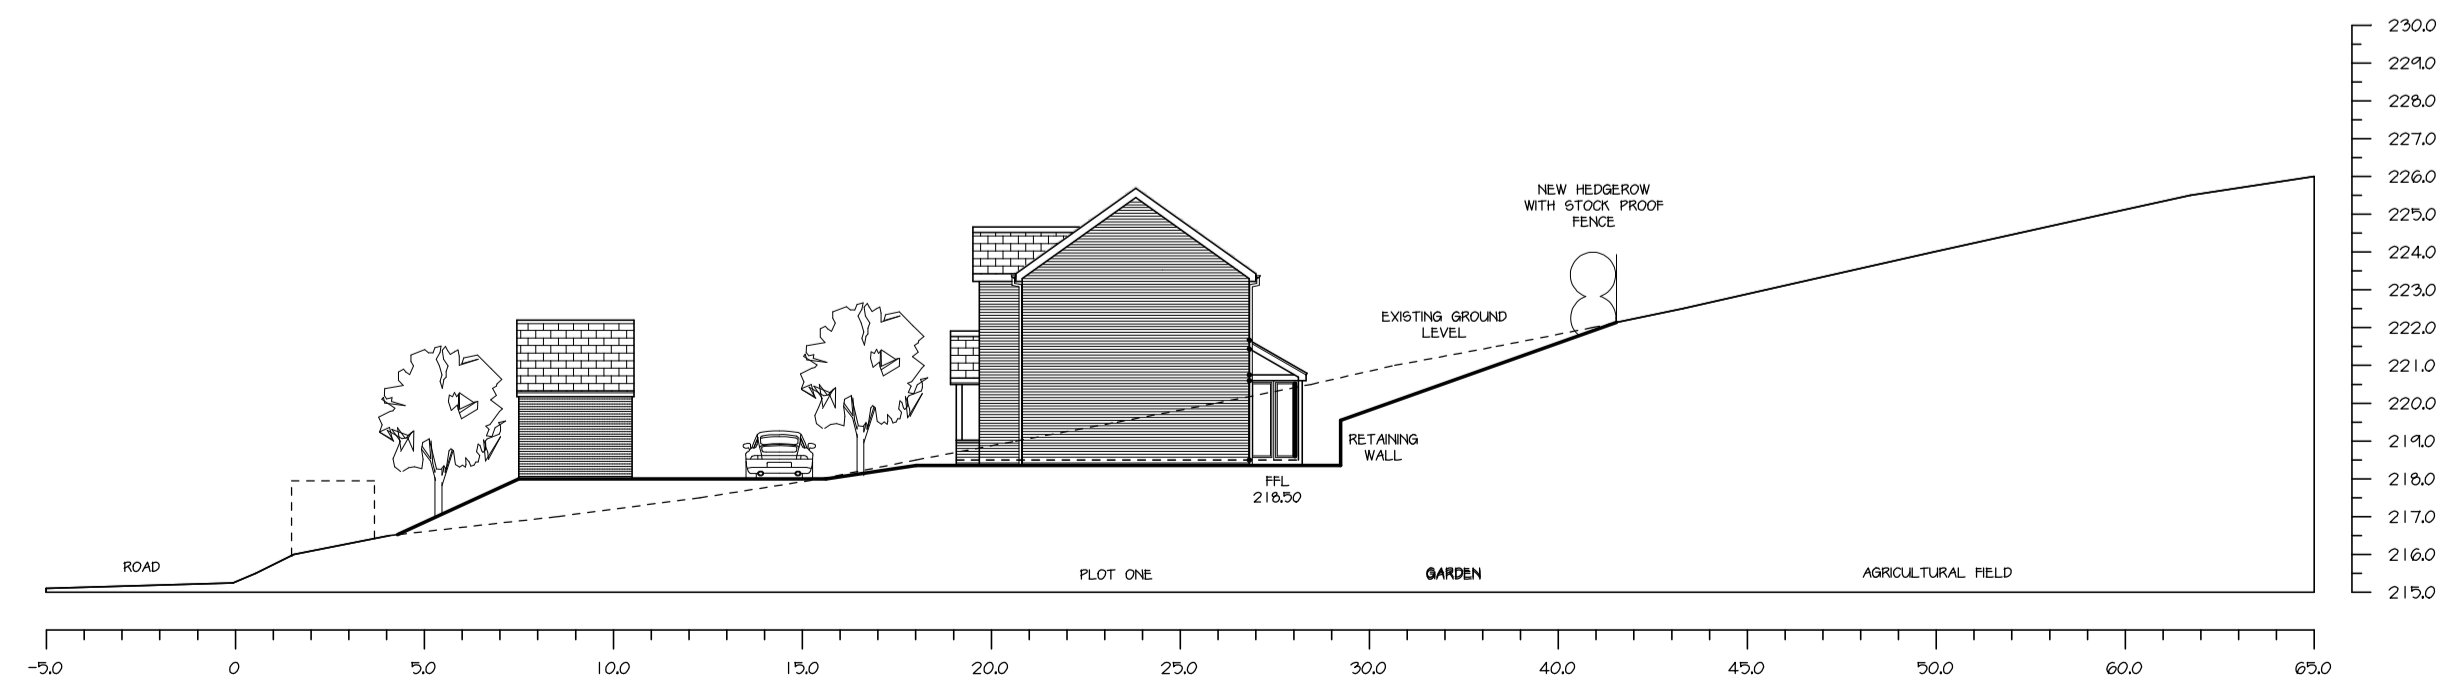 230.0
229.0
228.0
227.0
226.0
225.0
224.0
223.0
222.0
221.0
220.0
219.0
218.0
217.0
216.0
215.0
NEW HEDGEROW
WITH STOCK PROOF
FENCE
EXISTING GROUND
LEVEL
RETAINING
WALL
FFL
218.50
ROAD
PLOT ONE
GARDEN
AGRICULTURAL FIELD
-5.0 0 5.0 10.0 15.0 20.0 25.0 30.0 35.0 40.0 45.0 50.0 60.0 65.0